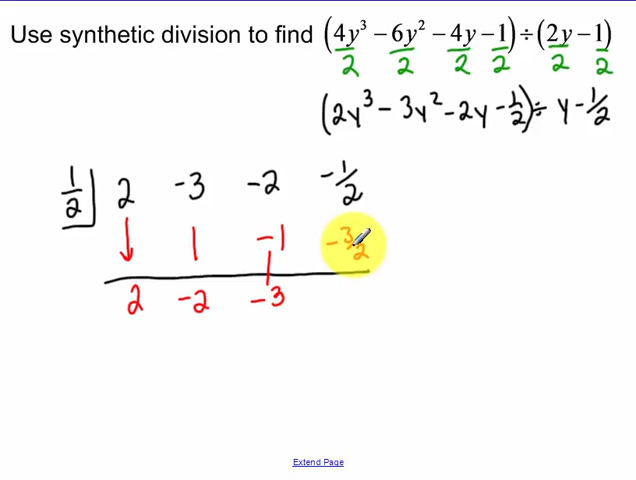 Use synthetic division to find (4y³ − 6y² − 4y − 1) ÷ (2y − 1)
2 2 2 2 2 2
(2y³ − 3y² − 2y − 1/2) ÷ y − 1/2
1/2 2 -3 -2 -1/2
1 -1 -3/2
2 -2 -3
Extend Page